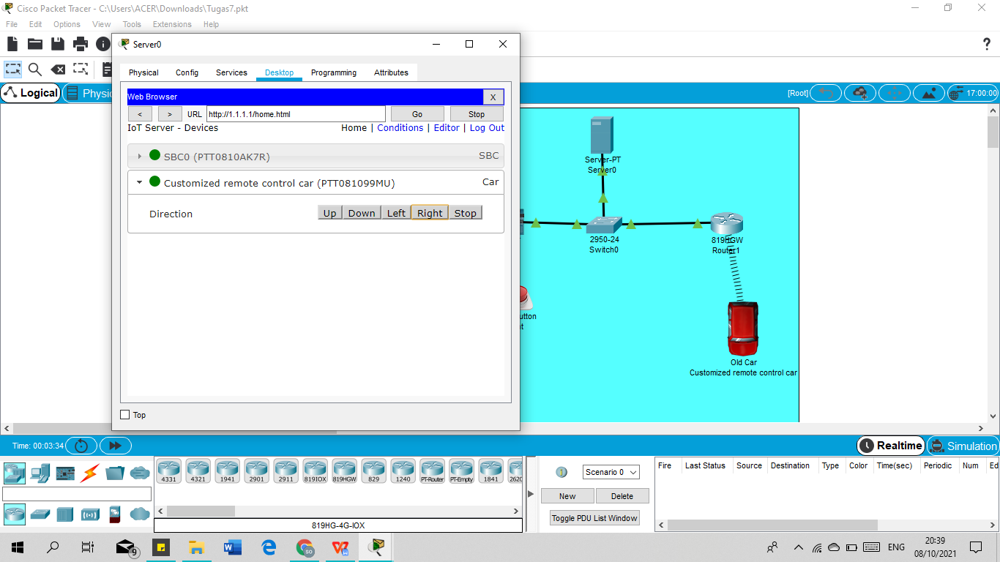 Cisco Packet Tracer - C:\Users\ACER\Downloads\Tugas7.pkt
File Edit Options View Tools Extensions Help
Server0
Physical Config Services Desktop Programming Attributes
Logical
Physic
[Root]
17:00:00
Web Browser
X
< > URL http://1.1.1.1/home.html Go Stop
IoT Server - Devices Home | Conditions | Editor | Log Out
SBC0 (PTT0810AK7R) SBC
Customized remote control car (PTT081099MU) Car
Direction Up Down Left Right Stop
Top
Server-PT
Server0
2950-24
Switch0
819HGW
Router1
utton
Old Car
Customized remote control car
Time: 00:03:34
Realtime
Simulation
4331 4321 1941 2901 2911 819IOX 819HGW 829 1240 PT-Router PT-Empty 1841 2620
819HG-4G-IOX
Scenario 0
New Delete
Toggle PDU List Window
Fire Last Status Source Destination Type Color Time(sec) Periodic Num Ed
9
ENG
20:39
08/10/2021